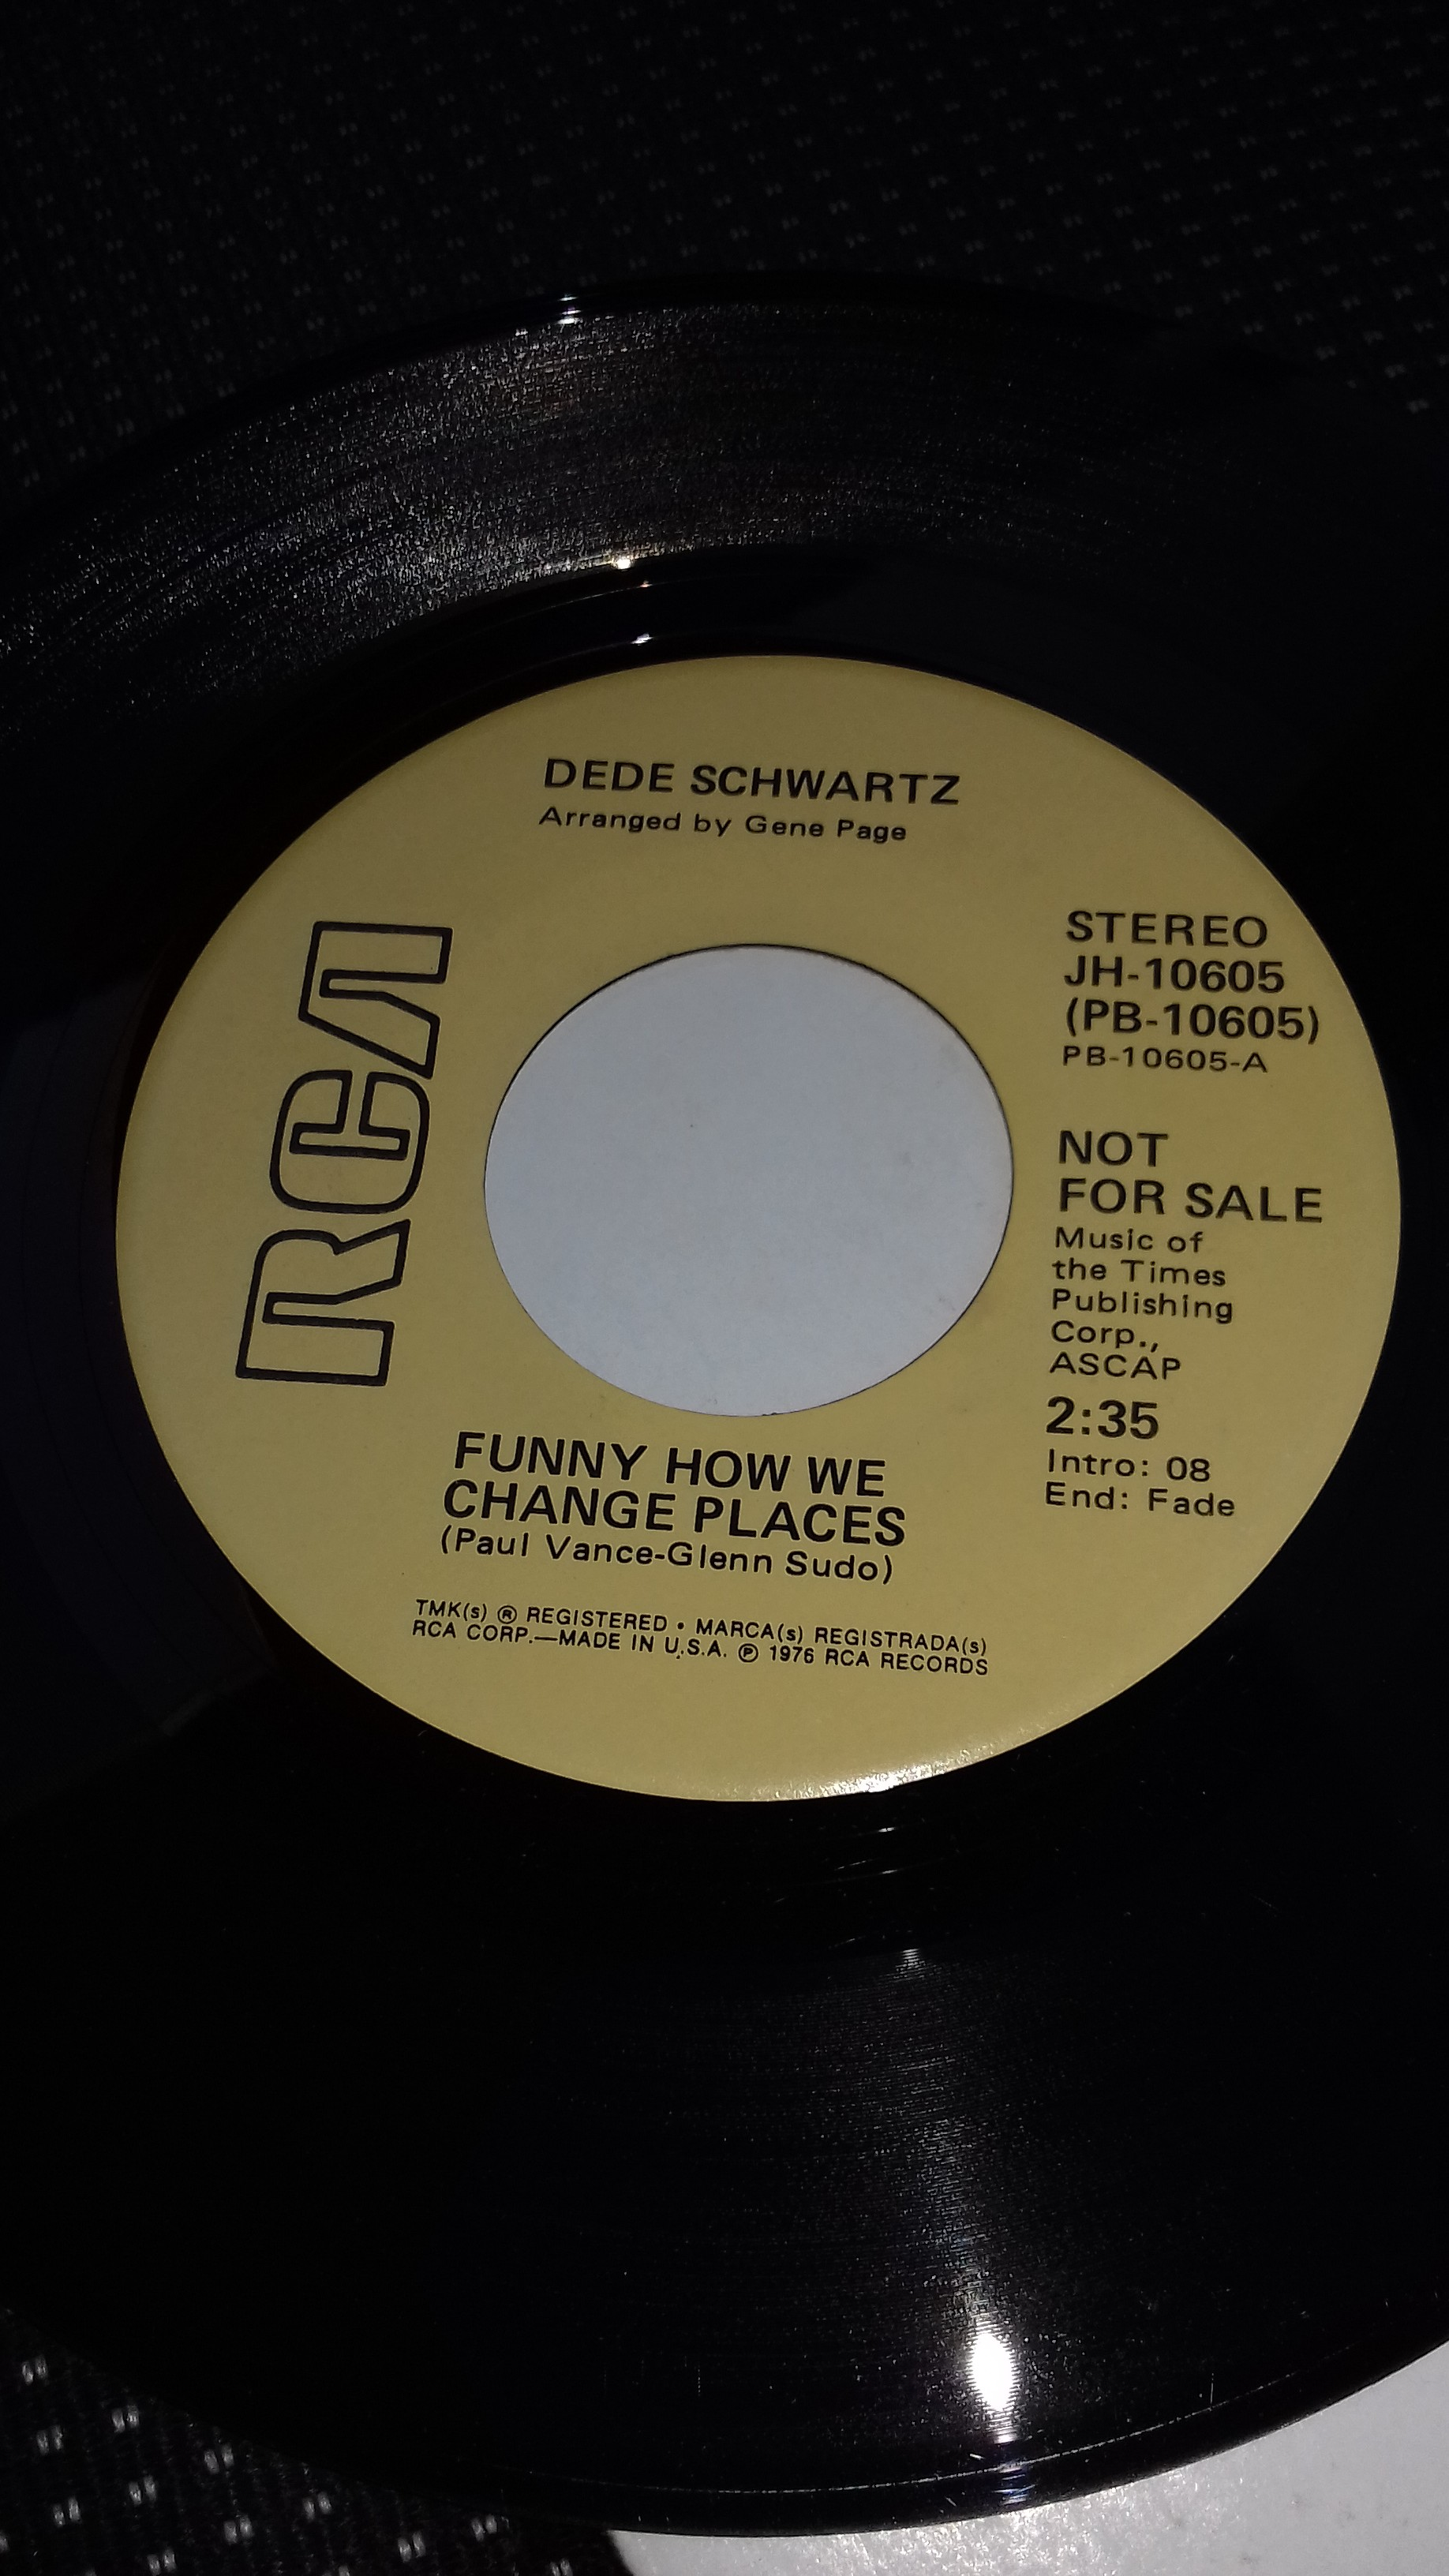 DEDE SCHWARTZ
Arranged by Gene Page
RCA
STEREO
JH-10605
(PB-10605)
PB-10605-A
NOT
FOR SALE
Music of
the Times
Publishing
Corp.,
ASCAP
2:35
Intro: 08
End: Fade
FUNNY HOW WE
CHANGE PLACES
(Paul Vance-Glenn Sudo)
TMK(s) ® REGISTERED • MARCA(s) REGISTRADA(s)
RCA CORP.—MADE IN U.S.A. ℗ 1976 RCA RECORDS